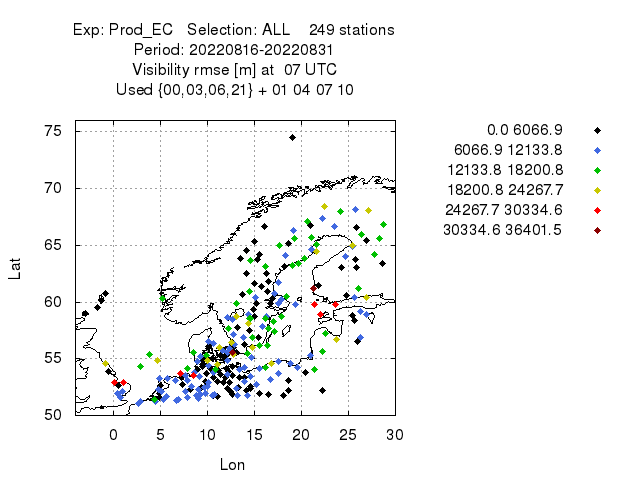 Exp: Prod_EC   Selection: ALL    249 stations
Period: 20220816-20220831
Visibility rmse [m] at  07 UTC
Used {00,03,06,21} + 01 04 07 10
0.0 6066.9
6066.9 12133.8
12133.8 18200.8
18200.8 24267.7
24267.7 30334.6
30334.6 36401.5
75
70
65
60
55
50
Lat
0 5 10 15 20 25 30
Lon